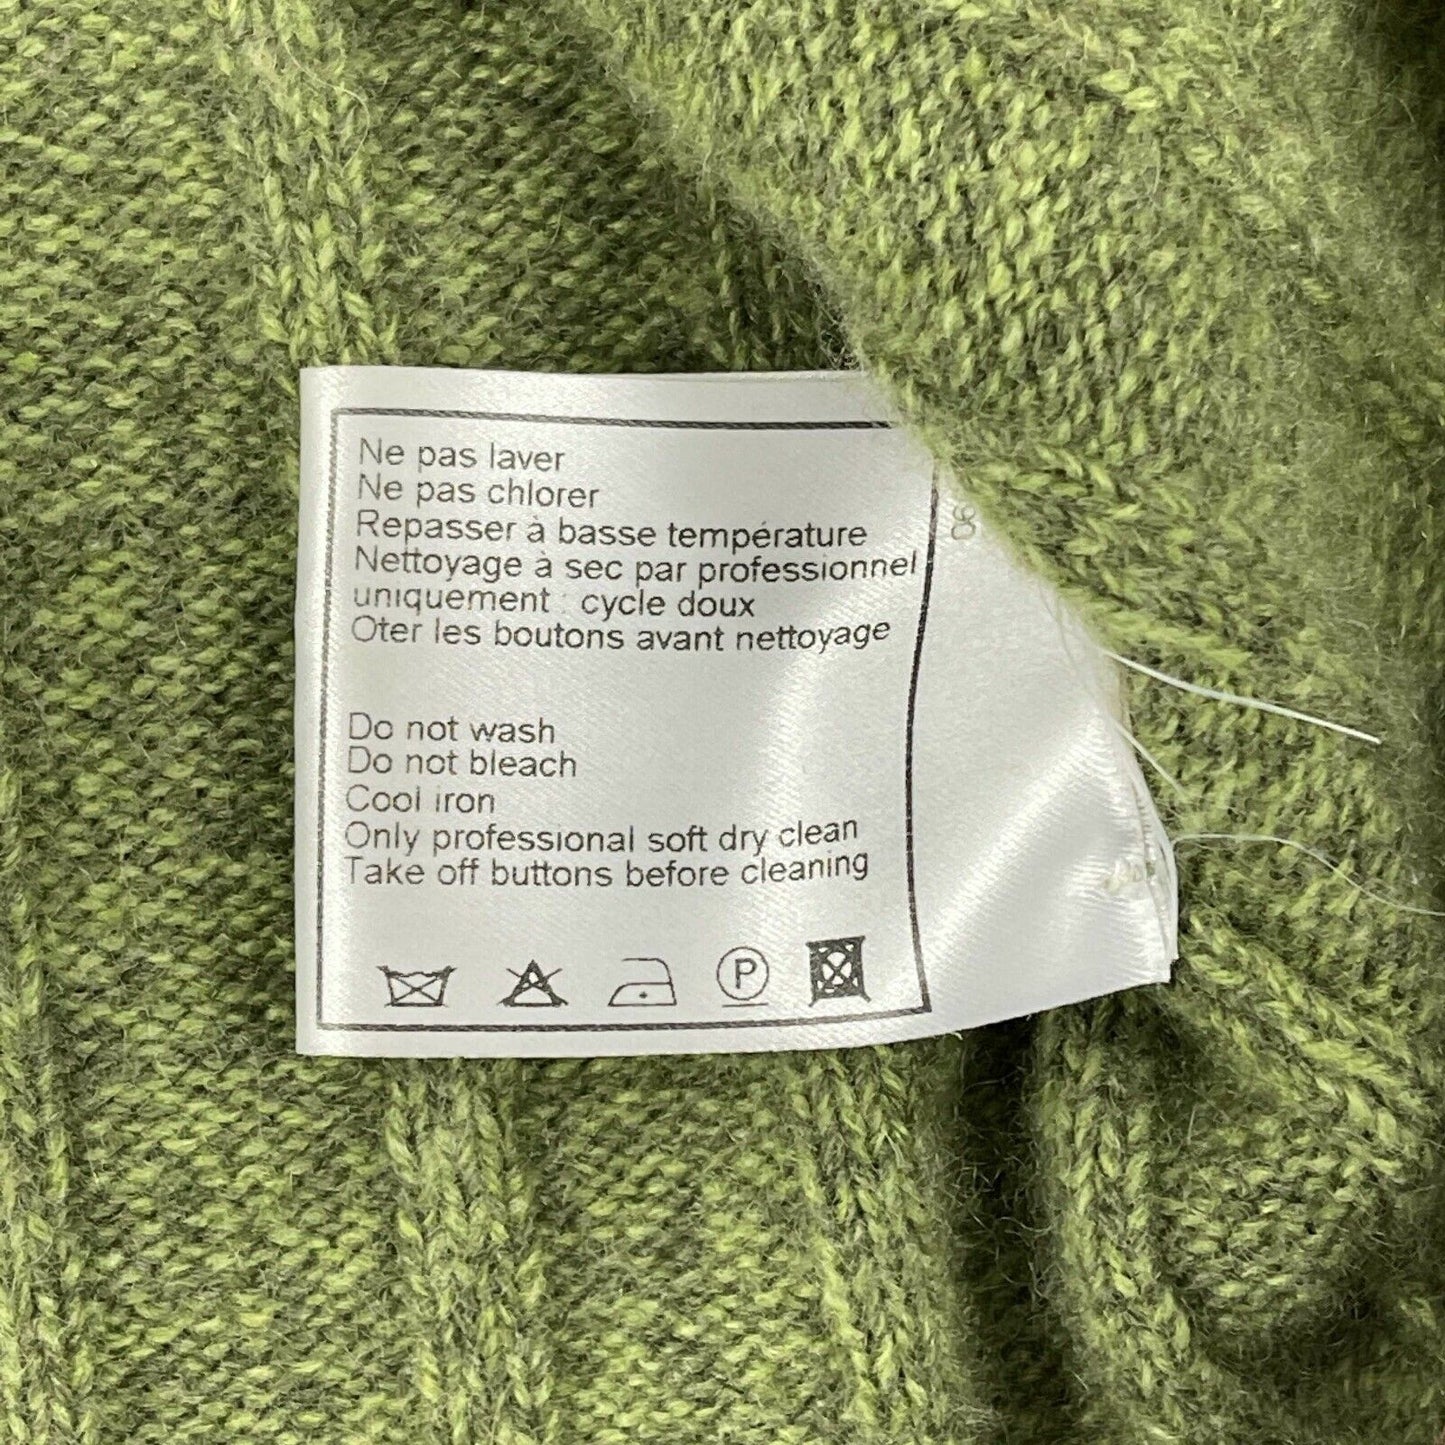 Ne pas laver
Ne pas chlorer
Repasser à basse température
Nettoyage à sec par professionnel
uniquement : cycle doux
Oter les boutons avant nettoyage
Do not wash
Do not bleach
Cool iron
Only professional soft dry clean
Take off buttons before cleaning
P